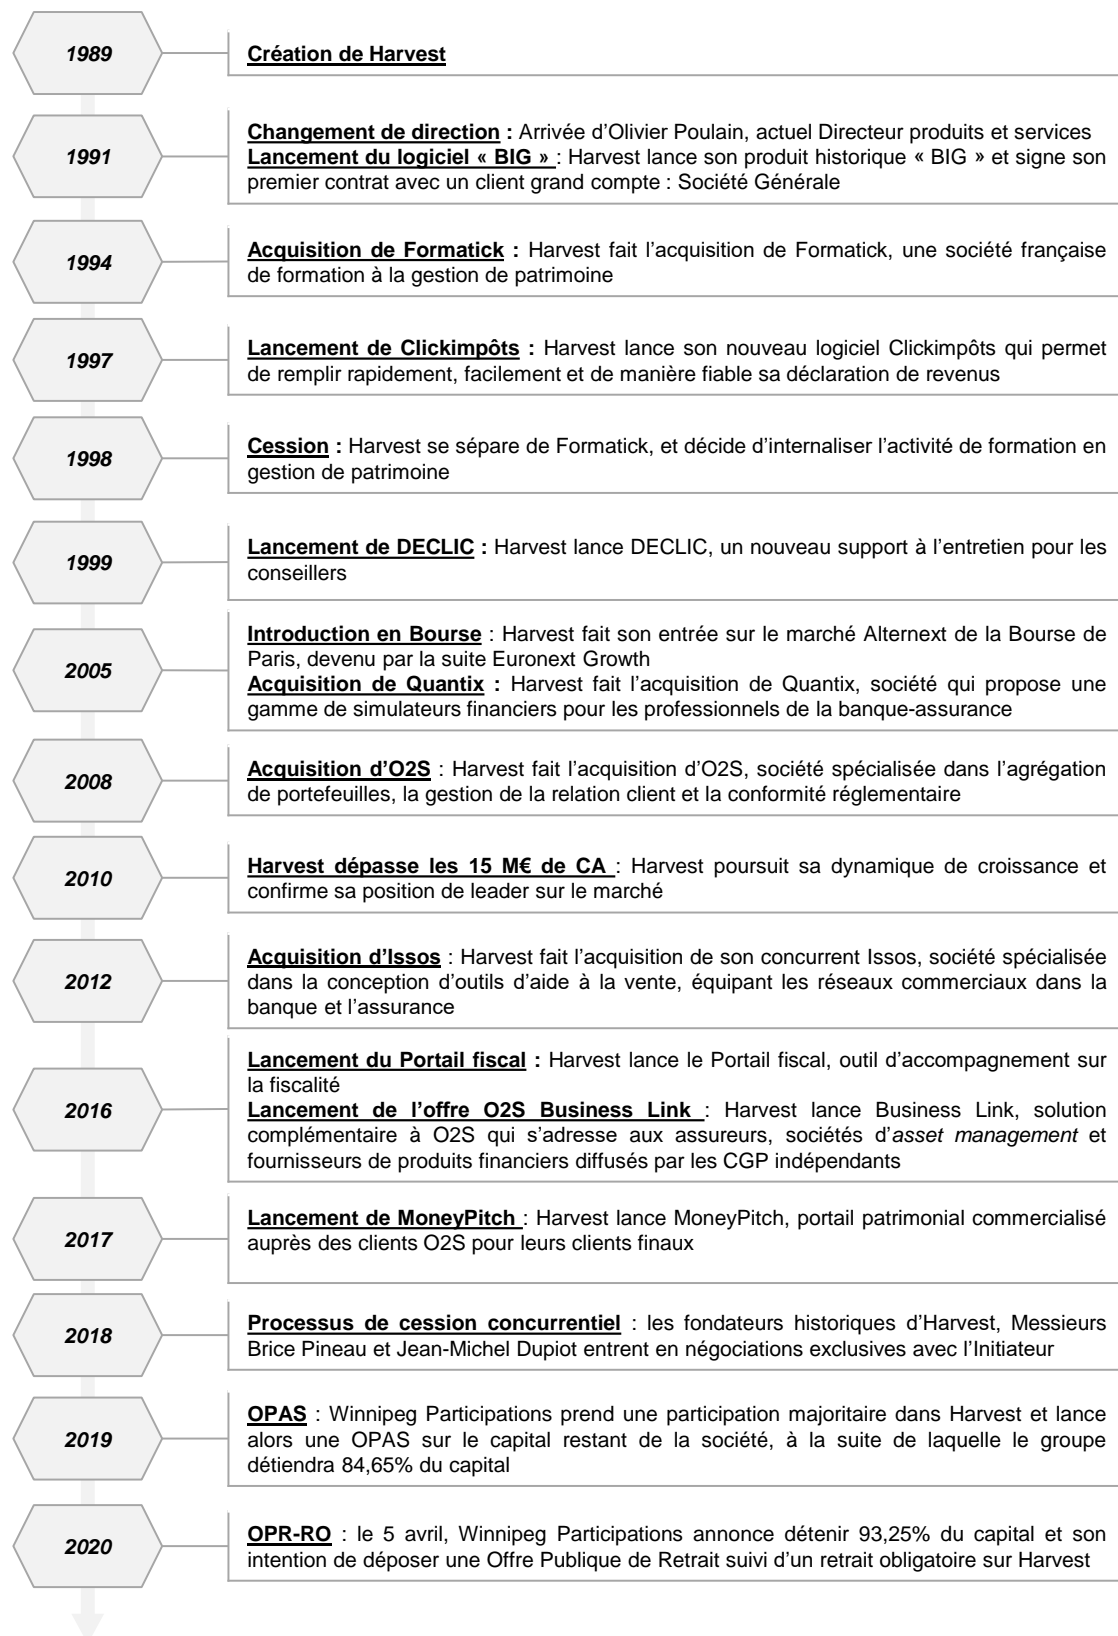 1989
Création de Harvest
1991
Changement de direction : Arrivée d’Olivier Poulain, actuel Directeur produits et services
Lancement du logiciel « BIG » : Harvest lance son produit historique « BIG » et signe son
premier contrat avec un client grand compte : Société Générale
1994
Acquisition de Formatick : Harvest fait l’acquisition de Formatick, une société française
de formation à la gestion de patrimoine
1997
Lancement de Clickimpôts : Harvest lance son nouveau logiciel Clickimpôts qui permet
de remplir rapidement, facilement et de manière fiable sa déclaration de revenus
1998
Cession : Harvest se sépare de Formatick, et décide d’internaliser l’activité de formation en
gestion de patrimoine
1999
Lancement de DECLIC : Harvest lance DECLIC, un nouveau support à l’entretien pour les
conseillers
2005
Introduction en Bourse : Harvest fait son entrée sur le marché Alternext de la Bourse de
Paris, devenu par la suite Euronext Growth
Acquisition de Quantix : Harvest fait l’acquisition de Quantix, société qui propose une
gamme de simulateurs financiers pour les professionnels de la banque-assurance
2008
Acquisition d’O2S : Harvest fait l’acquisition d’O2S, société spécialisée dans l’agrégation
de portefeuilles, la gestion de la relation client et la conformité réglementaire
2010
Harvest dépasse les 15 M€ de CA : Harvest poursuit sa dynamique de croissance et
confirme sa position de leader sur le marché
2012
Acquisition d’Issos : Harvest fait l’acquisition de son concurrent Issos, société spécialisée
dans la conception d’outils d’aide à la vente, équipant les réseaux commerciaux dans la
banque et l’assurance
2016
Lancement du Portail fiscal : Harvest lance le Portail fiscal, outil d’accompagnement sur
la fiscalité
Lancement de l’offre O2S Business Link : Harvest lance Business Link, solution
complémentaire à O2S qui s’adresse aux assureurs, sociétés d’asset management et
fournisseurs de produits financiers diffusés par les CGP indépendants
2017
Lancement de MoneyPitch : Harvest lance MoneyPitch, portail patrimonial commercialisé
auprès des clients O2S pour leurs clients finaux
2018
Processus de cession concurrentiel : les fondateurs historiques d’Harvest, Messieurs
Brice Pineau et Jean-Michel Dupiot entrent en négociations exclusives avec l’Initiateur
2019
OPAS : Winnipeg Participations prend une participation majoritaire dans Harvest et lance
alors une OPAS sur le capital restant de la société, à la suite de laquelle le groupe
détiendra 84,65% du capital
2020
OPR-RO : le 5 avril, Winnipeg Participations annonce détenir 93,25% du capital et son
intention de déposer une Offre Publique de Retrait suivi d’un retrait obligatoire sur Harvest